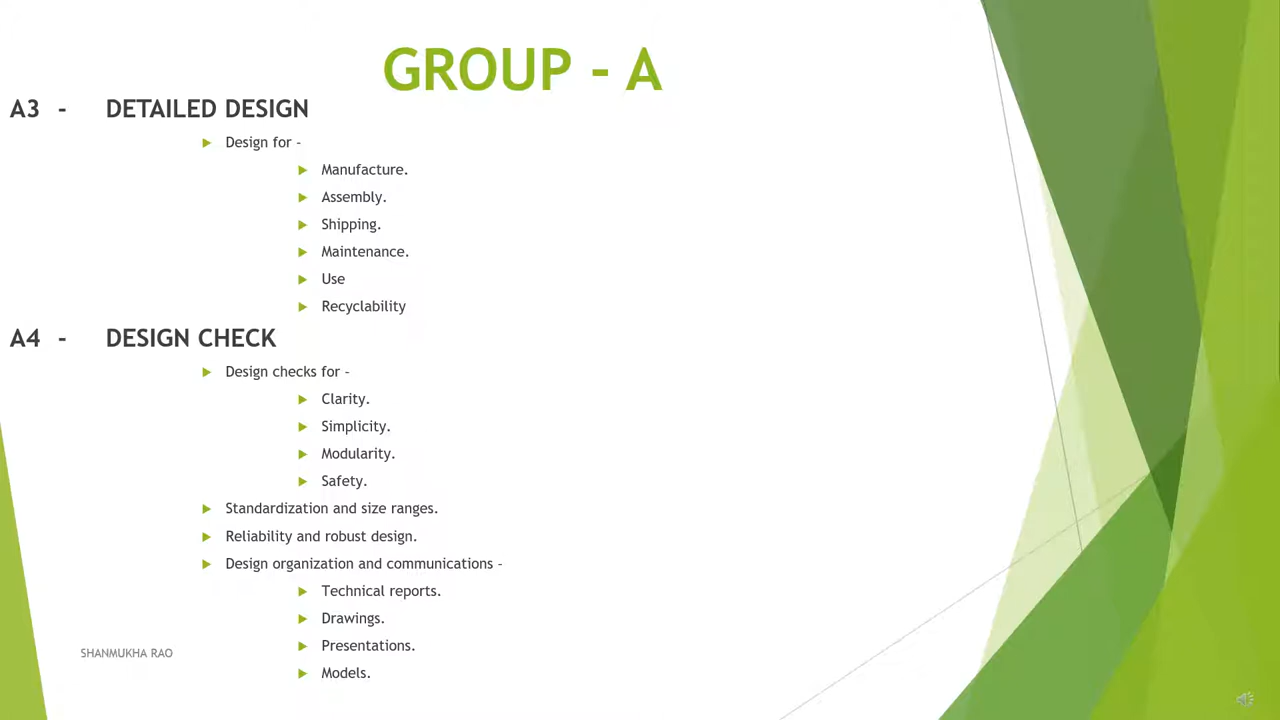 GROUP - A
A3 - DETAILED DESIGN
Design for -
Manufacture.
Assembly.
Shipping.
Maintenance.
Use
Recyclability
A4 - DESIGN CHECK
Design checks for -
Clarity.
Simplicity.
Modularity.
Safety.
Standardization and size ranges.
Reliability and robust design.
Design organization and communications -
Technical reports.
Drawings.
Presentations.
Models.
SHANMUKHA RAO